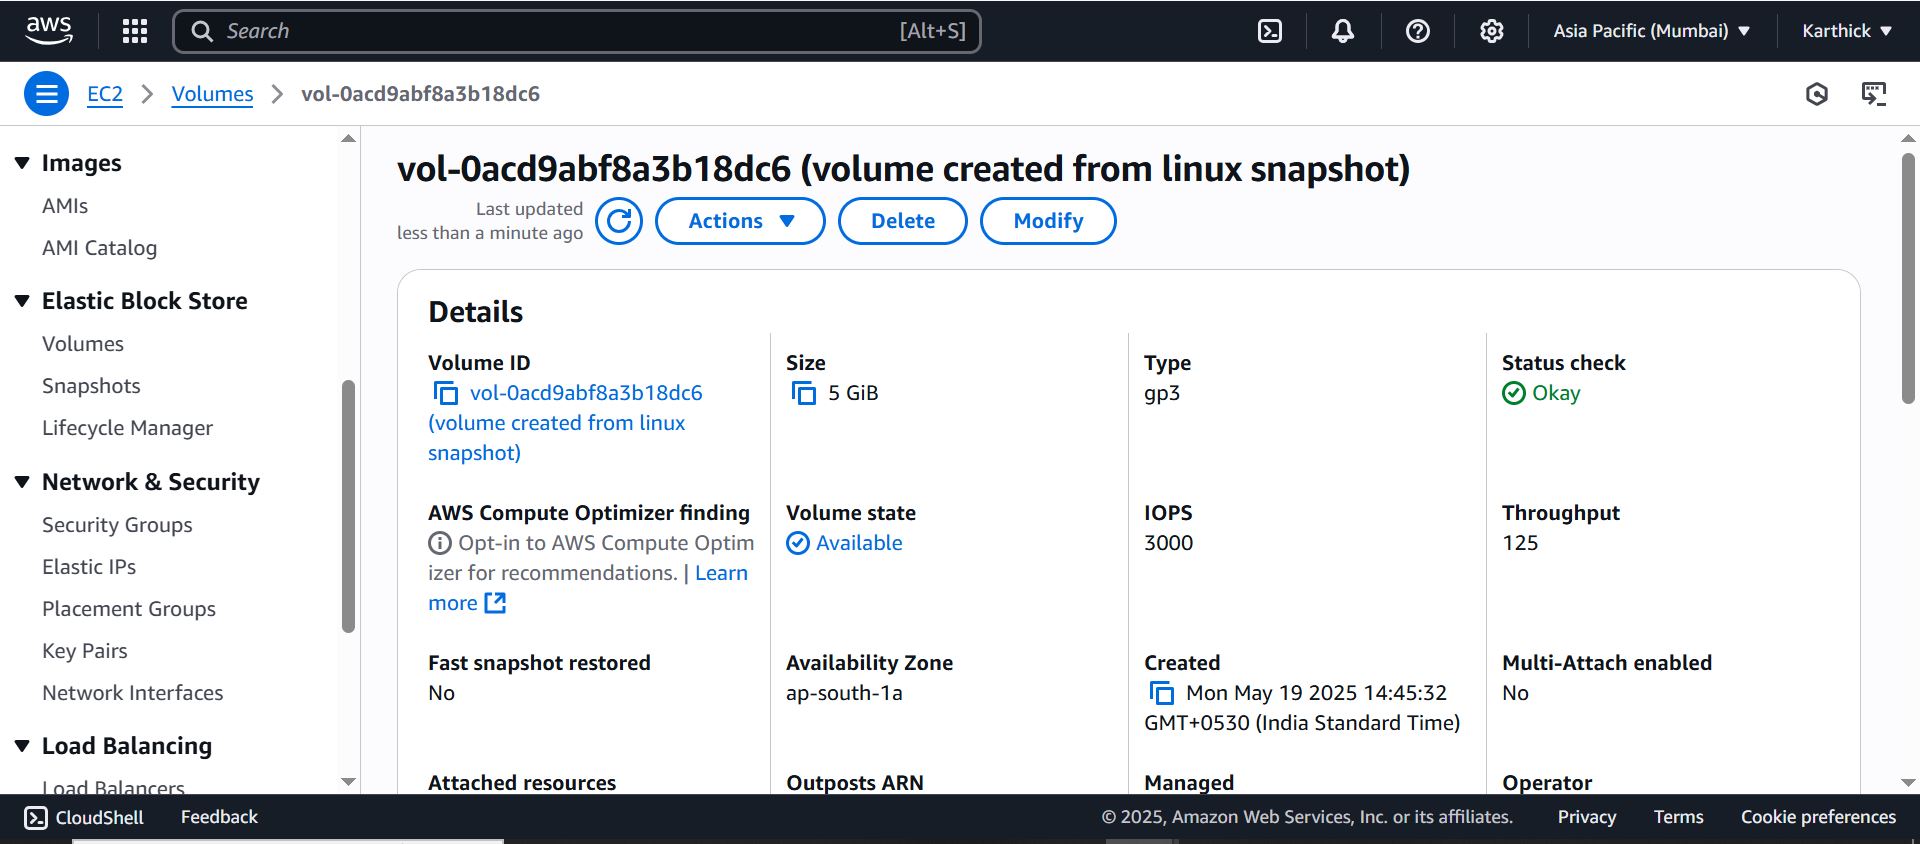 aws
Search [Alt+S]
Asia Pacific (Mumbai)
Karthick
EC2 > Volumes > vol-0acd9abf8a3b18dc6
Images
AMIs
AMI Catalog
Elastic Block Store
Volumes
Snapshots
Lifecycle Manager
Network & Security
Security Groups
Elastic IPs
Placement Groups
Key Pairs
Network Interfaces
Load Balancing
Load Balancers
vol-0acd9abf8a3b18dc6 (volume created from linux snapshot)
Last updated
less than a minute ago
Actions
Delete
Modify
Details
Volume ID
vol-0acd9abf8a3b18dc6
(volume created from linux
snapshot)
Size
5 GiB
Type
gp3
Status check
Okay
AWS Compute Optimizer finding
Opt-in to AWS Compute Optim
izer for recommendations. | Learn
more
Volume state
Available
IOPS
3000
Throughput
125
Fast snapshot restored
No
Availability Zone
ap-south-1a
Created
Mon May 19 2025 14:45:32
GMT+0530 (India Standard Time)
Multi-Attach enabled
No
Attached resources
Outposts ARN
Managed
Operator
CloudShell
Feedback
© 2025, Amazon Web Services, Inc. or its affiliates.
Privacy
Terms
Cookie preferences